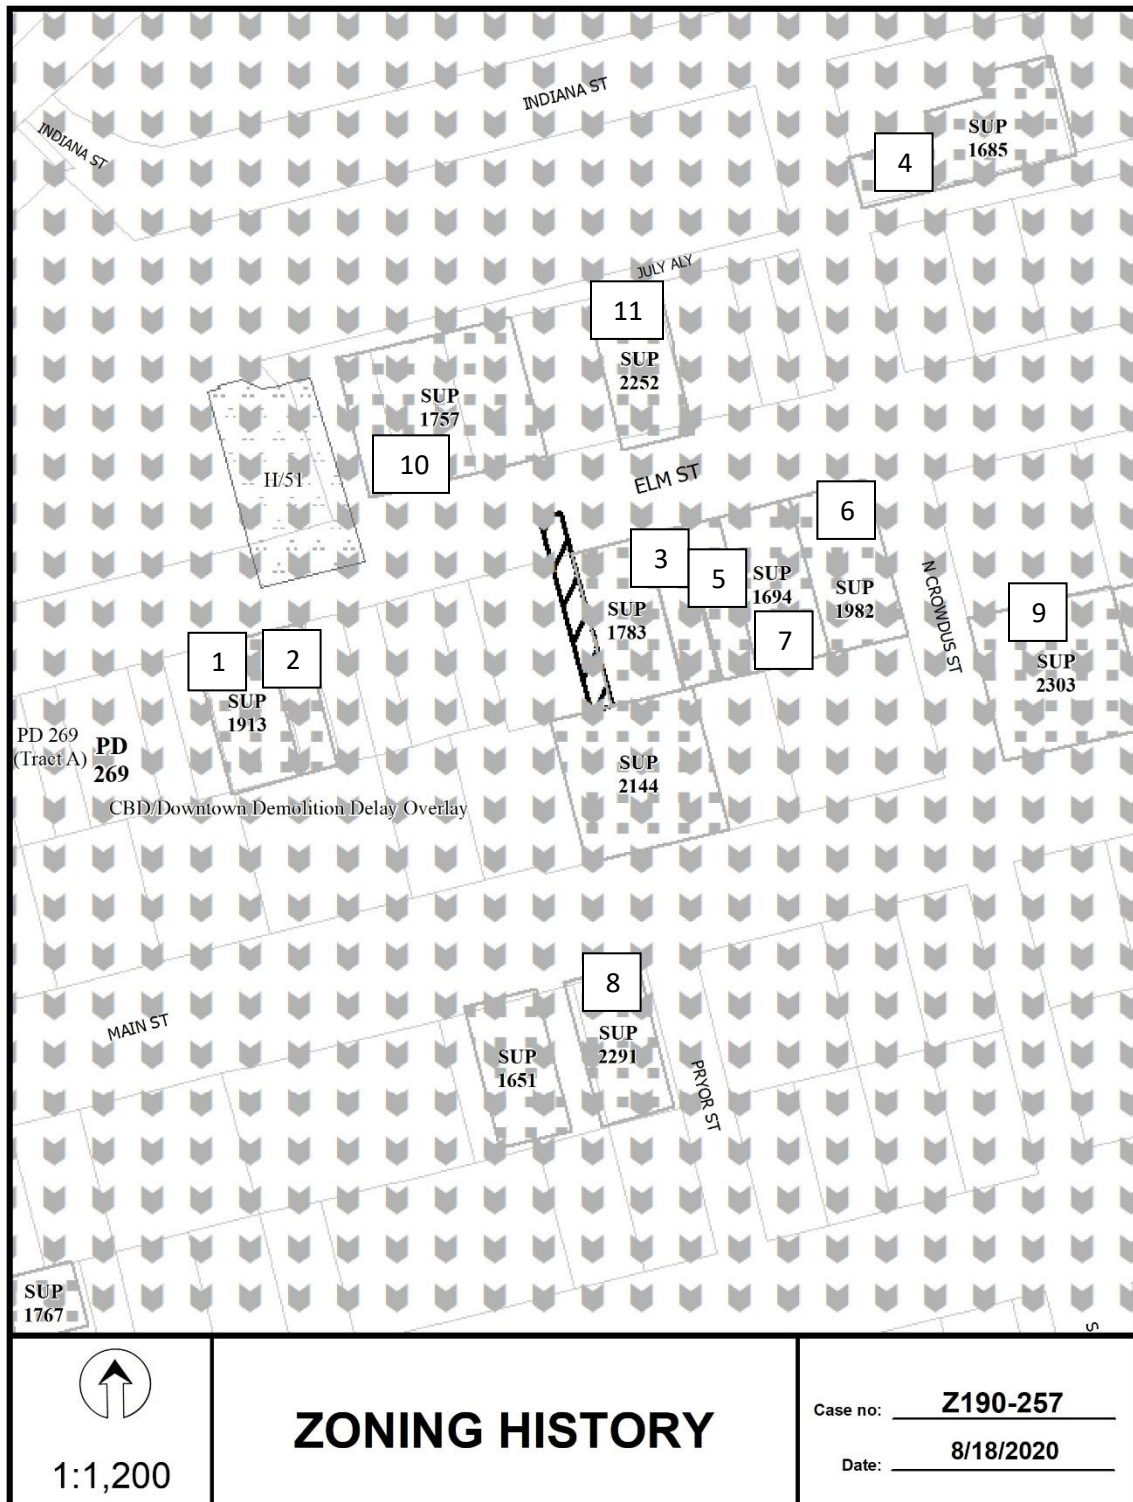 INDIANA ST
INDIANA ST
SUP
1685
4
JULY ALY
11
SUP
2252
SUP
1757
10
H/51
ELM ST
6
3
5
SUP
1694
SUP
1982
N CROWDUS ST
SUP
1783
7
9
SUP
2303
1
2
SUP
1913
PD 269
(Tract A)
PD
269
SUP
2144
CBD/Downtown Demolition Delay Overlay
8
MAIN ST
SUP
1651
SUP
2291
PRYOR ST
SUP
1767
S
1:1,200
ZONING HISTORY
Case no: Z190-257
Date: 8/18/2020